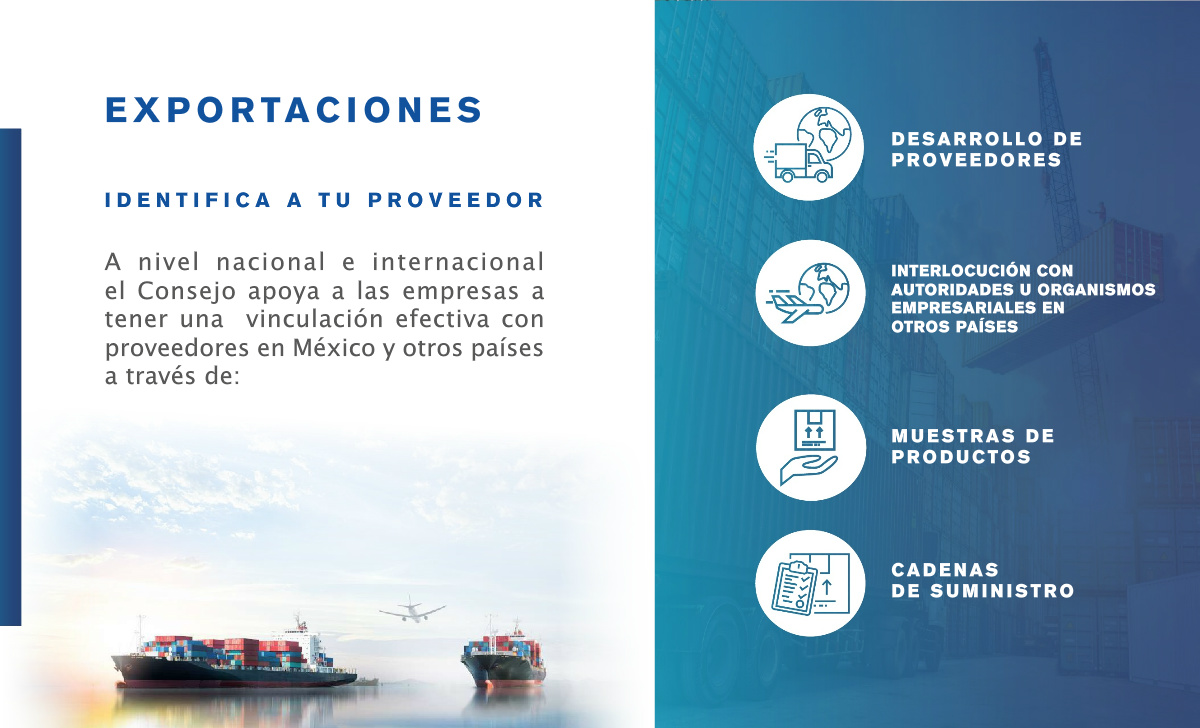 EXPORTACIONES
IDENTIFICA A TU PROVEEDOR
A nivel nacional e internacional
el Consejo apoya a las empresas a
tener una vinculación efectiva con
proveedores en México y otros países
a través de:
DESARROLLO DE
PROVEEDORES
INTERLOCUCIÓN CON
AUTORIDADES U ORGANISMOS
EMPRESARIALES EN
OTROS PAÍSES
MUESTRAS DE
PRODUCTOS
CADENAS
DE SUMINISTRO